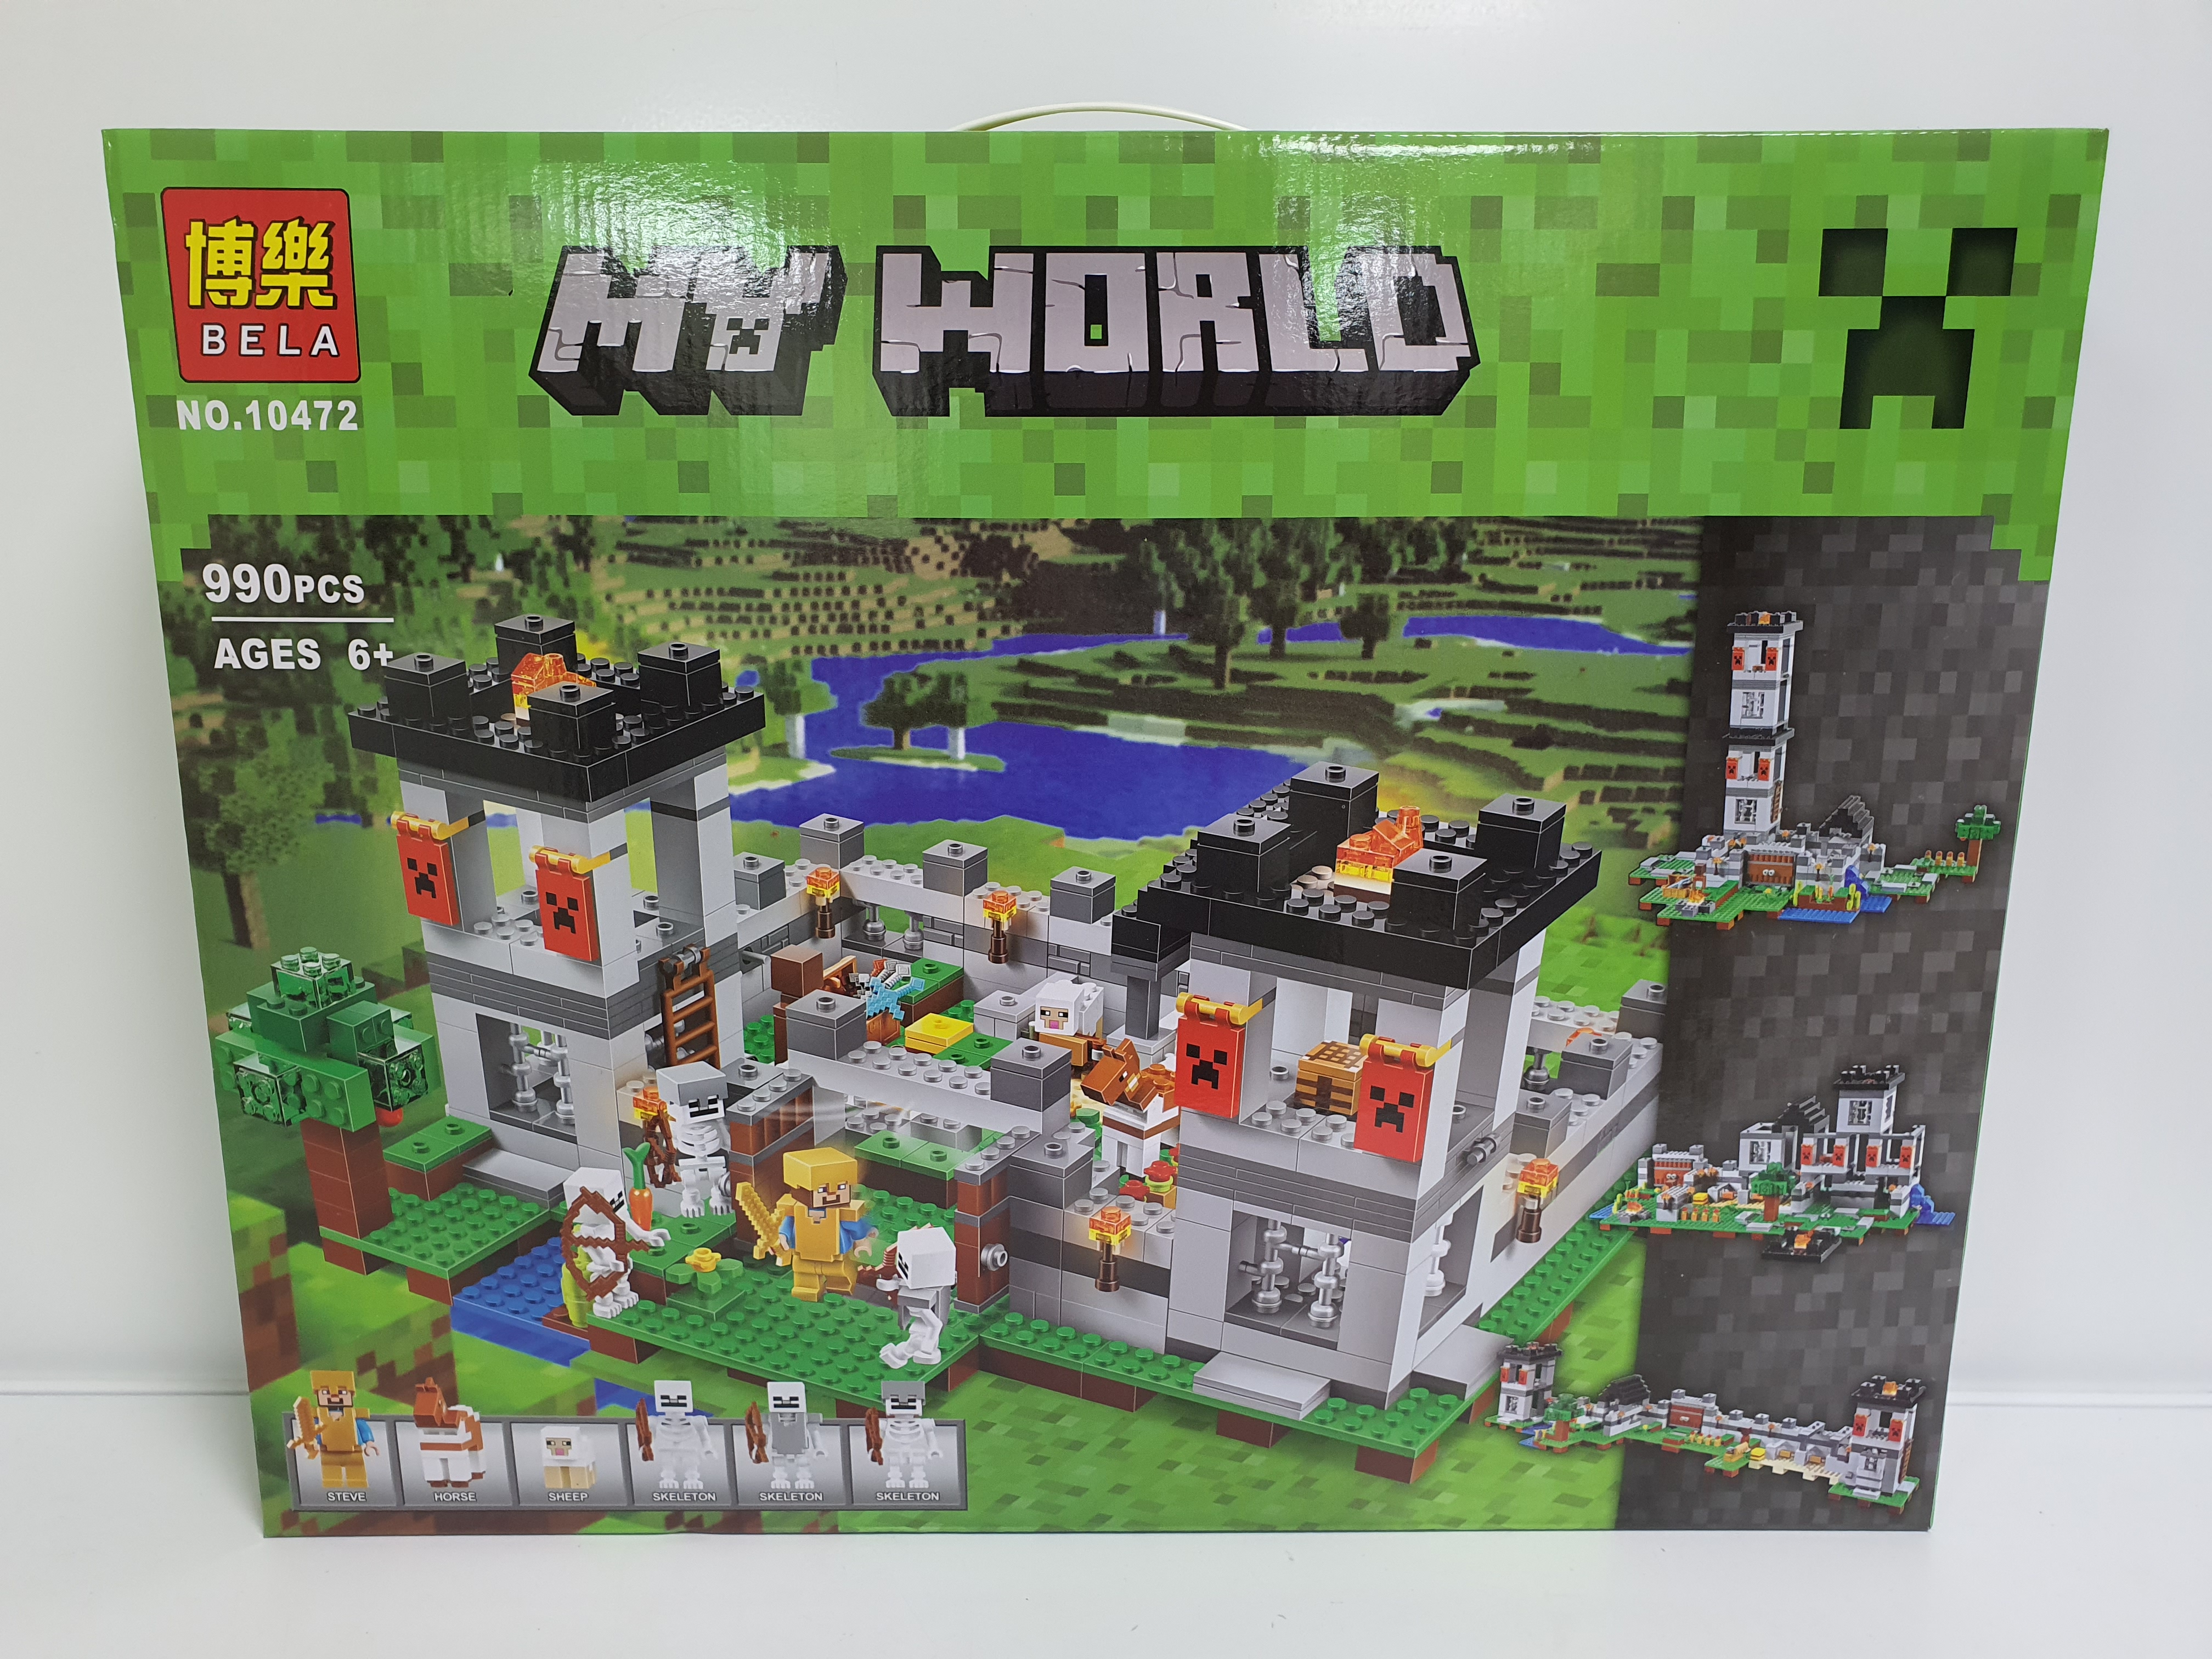 博樂
BELA
NO.10472
MY WORLD
990PCS
AGES 6+
STEVE
HORSE
SHEEP
SKELETON
SKELETON
SKELETON